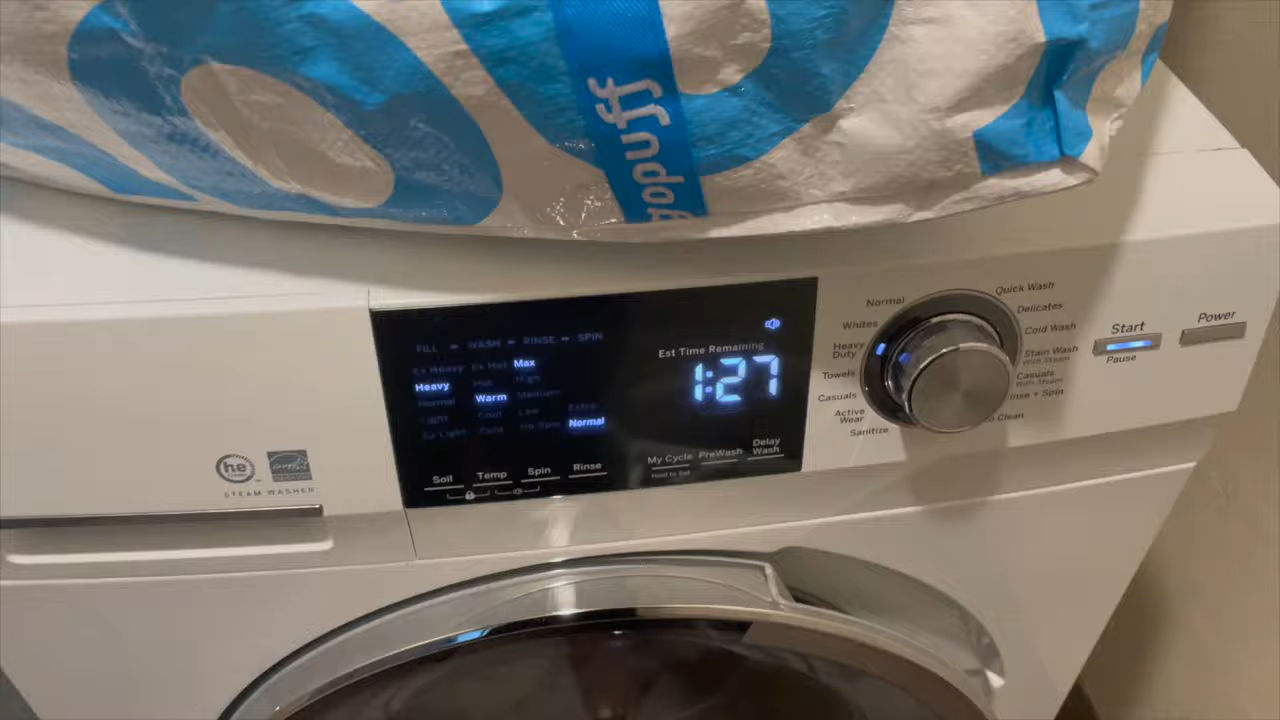 gopuff
FILL WASH RINSE SPIN
Est Time Remaining
1:27
Ex Heavy Ex Hot Max
Heavy Hot High
Normal Warm Medium
Light Cool Low Extra
Ex Light Cold No Spin Normal
Soil Temp Spin Rinse
My Cycle PreWash Delay Wash
Hold to Set
he
STEAM WASHER
Normal
Whites
Heavy Duty
Towels
Casuals
Active Wear
Sanitize
Quick Wash
Delicates
Cold Wash
Stain Wash
With Steam
Casuals
With Steam
Rinse + Spin
Clean
Start
Pause
Power